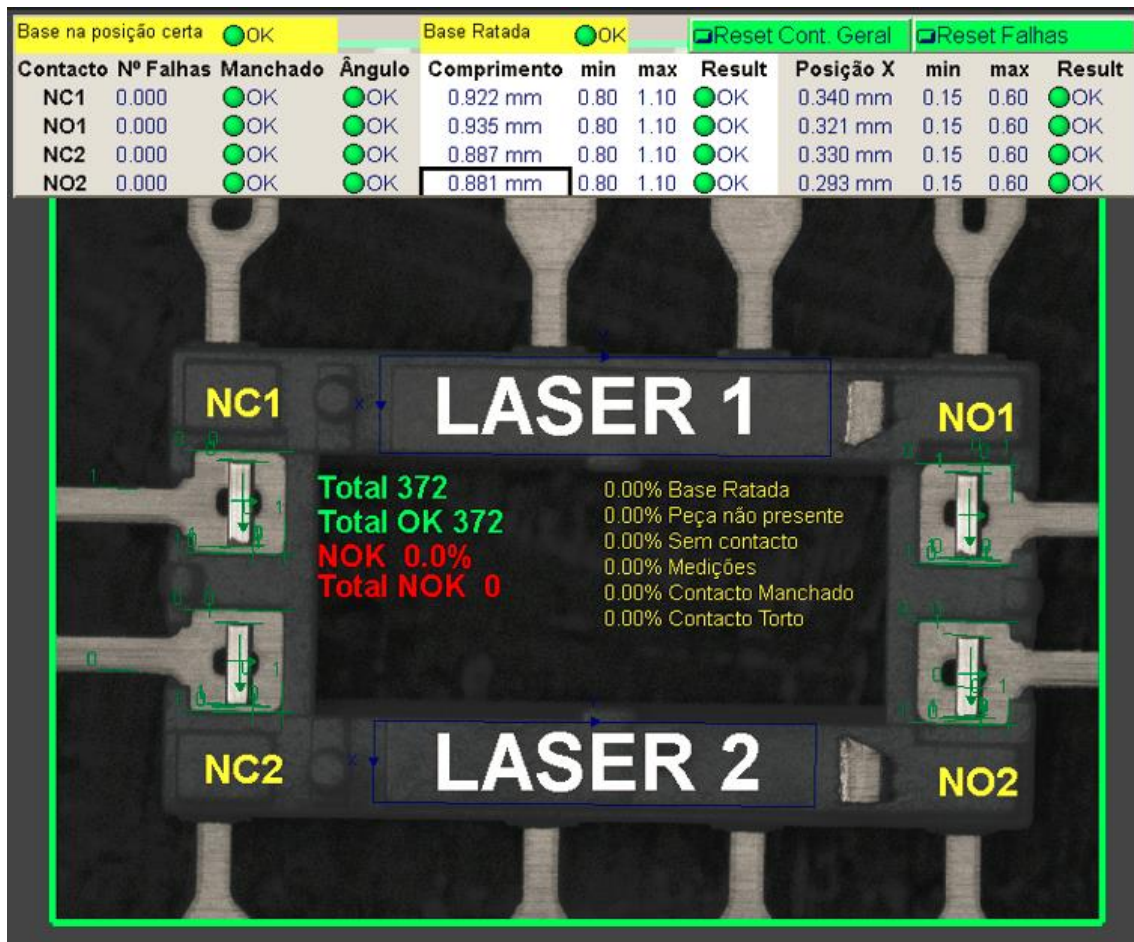 Base na posição certa OK Base Ratada OK Reset Cont. Geral Reset Falhas
Contacto Nº Falhas Manchado Ângulo Comprimento min max Result Posição X min max Result
NC1 0.000 OK OK 0.922 mm 0.80 1.10 OK 0.340 mm 0.15 0.60 OK
NO1 0.000 OK OK 0.935 mm 0.80 1.10 OK 0.321 mm 0.15 0.60 OK
NC2 0.000 OK OK 0.887 mm 0.80 1.10 OK 0.330 mm 0.15 0.60 OK
NO2 0.000 OK OK 0.881 mm 0.80 1.10 OK 0.293 mm 0.15 0.60 OK
NC1 LASER 1 NO1
Total 372
Total OK 372
NOK 0.0%
Total NOK 0
0.00% Base Ratada
0.00% Peça não presente
0.00% Sem contacto
0.00% Medições
0.00% Contacto Manchado
0.00% Contacto Torto
NC2 LASER 2 NO2